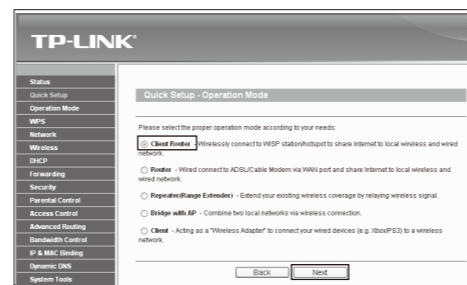 TP-LINK®
Status
Quick Setup
Operation Mode
WPS
Network
Wireless
DHCP
Forwarding
Security
Parental Control
Access Control
Advanced Routing
Bandwidth Control
IP & MAC Binding
Dynamic DNS
System Tools
Quick Setup - Operation Mode
Please select the proper operation mode according to your needs:
Client Router - Wirelessly connect to WISP station/hotspot to share Internet to local wireless and wired
network.
Router - Wired connect to ADSL/Cable Modem via WAN port and share Internet to local wireless and
wired network.
Repeater(Range Extender) - Extend your existing wireless coverage by relaying wireless signal.
Bridge with AP - Combine two local networks via wireless connection.
Client - Acting as a "Wireless Adapter" to connect your wired devices (e.g. Xbox/PS3) to a wireless
network.
Back
Next